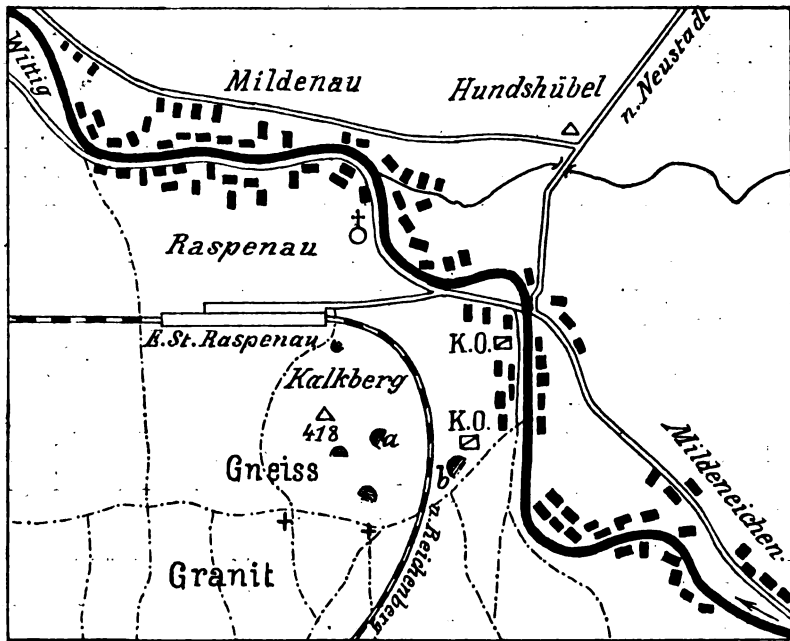 Wittig
Mildenau
Hundshübel
n. Neustadt
Raspenau
E.St.Raspenau
K.O.
Kalkberg
418
a
K.O.
b
Gneiss
Mildeneichen.
n. Reichenberg
Granit